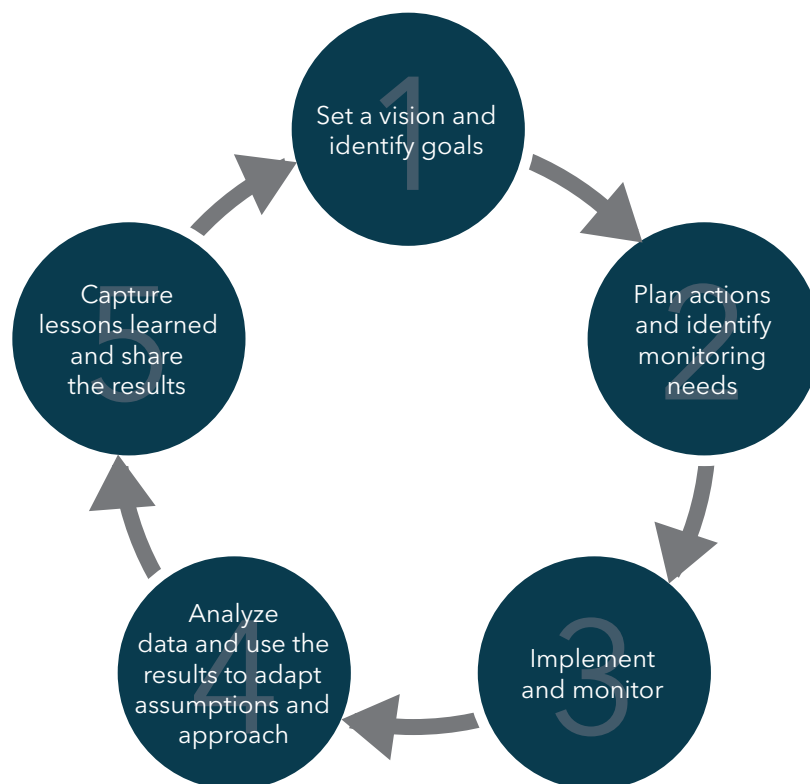 1
Set a vision and
identify goals
2
Plan actions
and identify
monitoring
needs
3
Implement
and monitor
4
Analyze
data and use the
results to adapt
assumptions and
approach
5
Capture
lessons learned
and share
the results